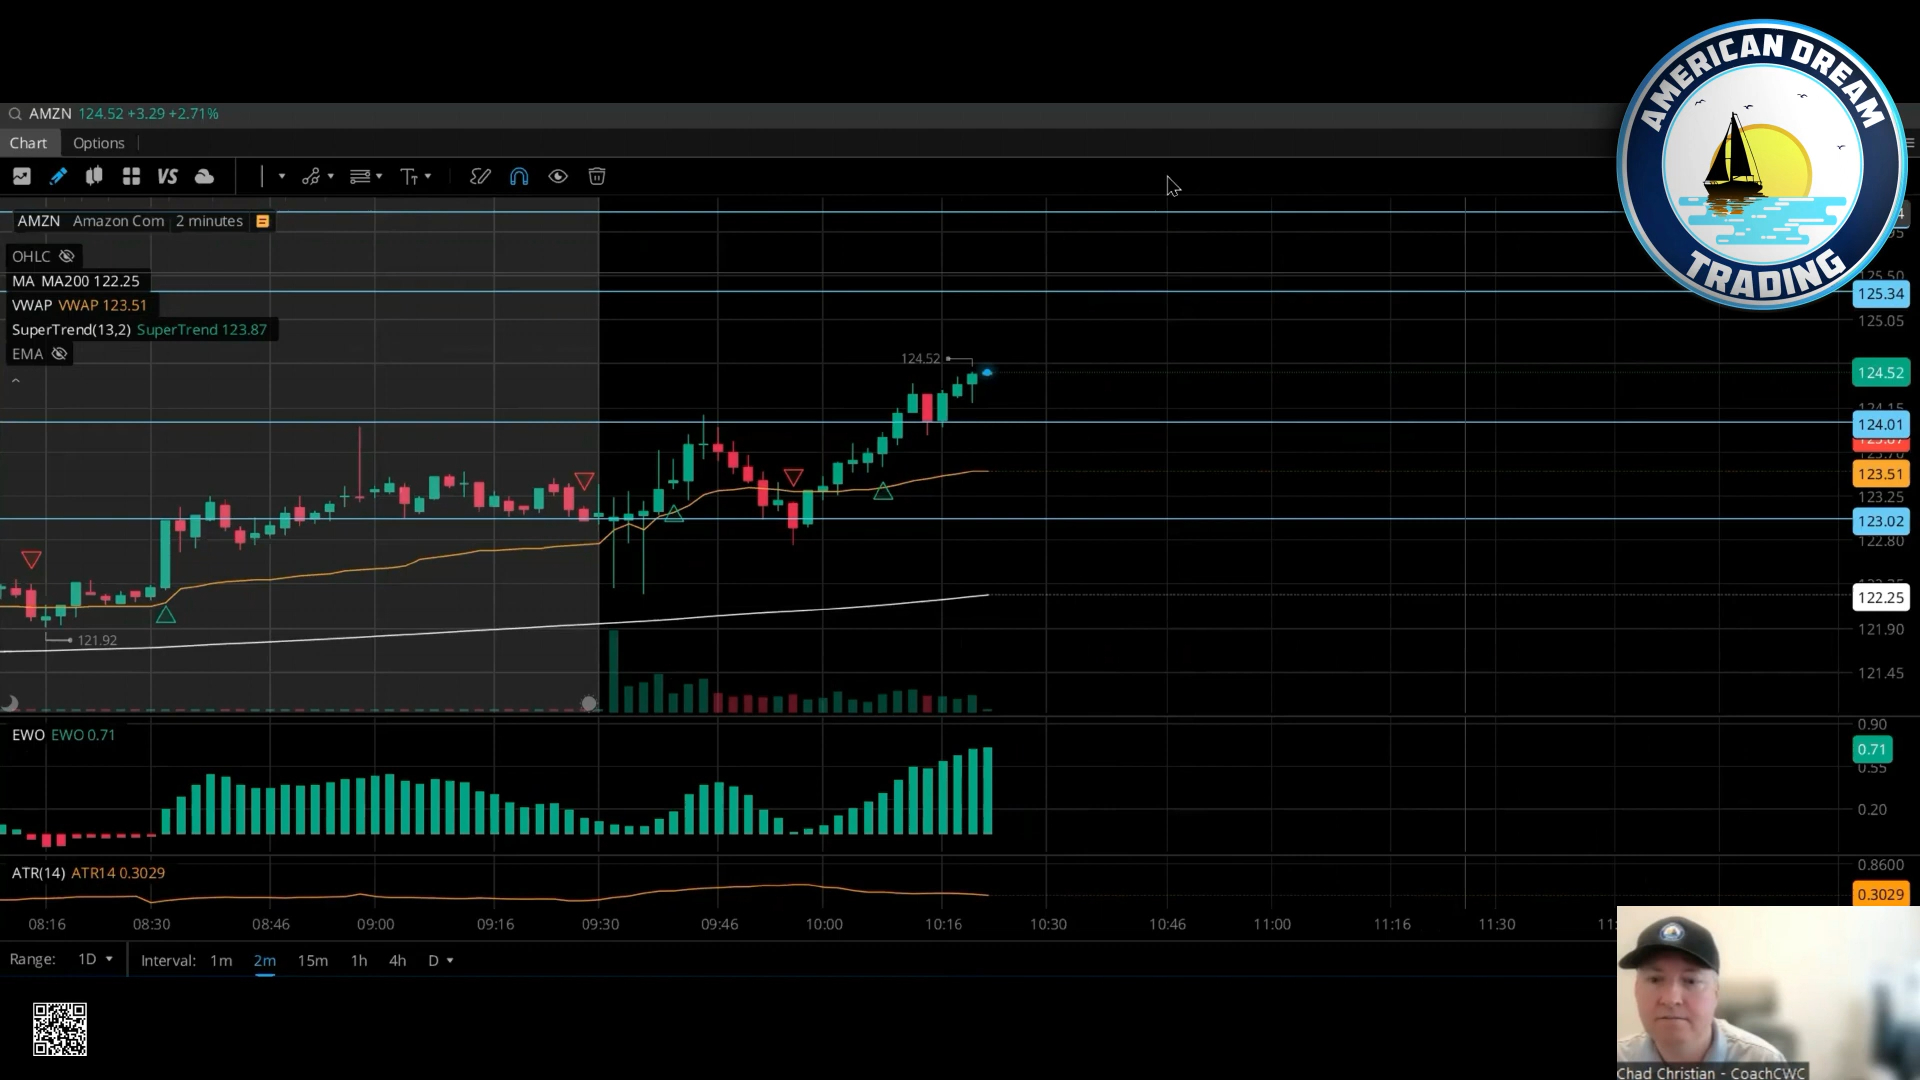 AMERICAN DREAM
TRADING
AMZN 124.52 +3.29 +2.71%
Chart Options
VS
AMZN Amazon Com 2 minutes
OHLC
MA MA200 122.25
VWAP VWAP 123.51
SuperTrend(13,2) SuperTrend 123.87
EMA
124.52
121.92
125.50
125.34
125.05
124.52
124.15
124.01
123.51
123.25
123.02
122.80
122.25
121.90
121.45
EWO EWO 0.71
0.90
0.71
0.55
0.20
ATR(14) ATR14 0.3029
0.8600
0.3029
08:16 08:30 08:46 09:00 09:16 09:30 09:46 10:00 10:16 10:30 10:46 11:00 11:16 11:30
Range: 1D Interval: 1m 2m 15m 1h 4h D
Chad Christian - CoachCWC